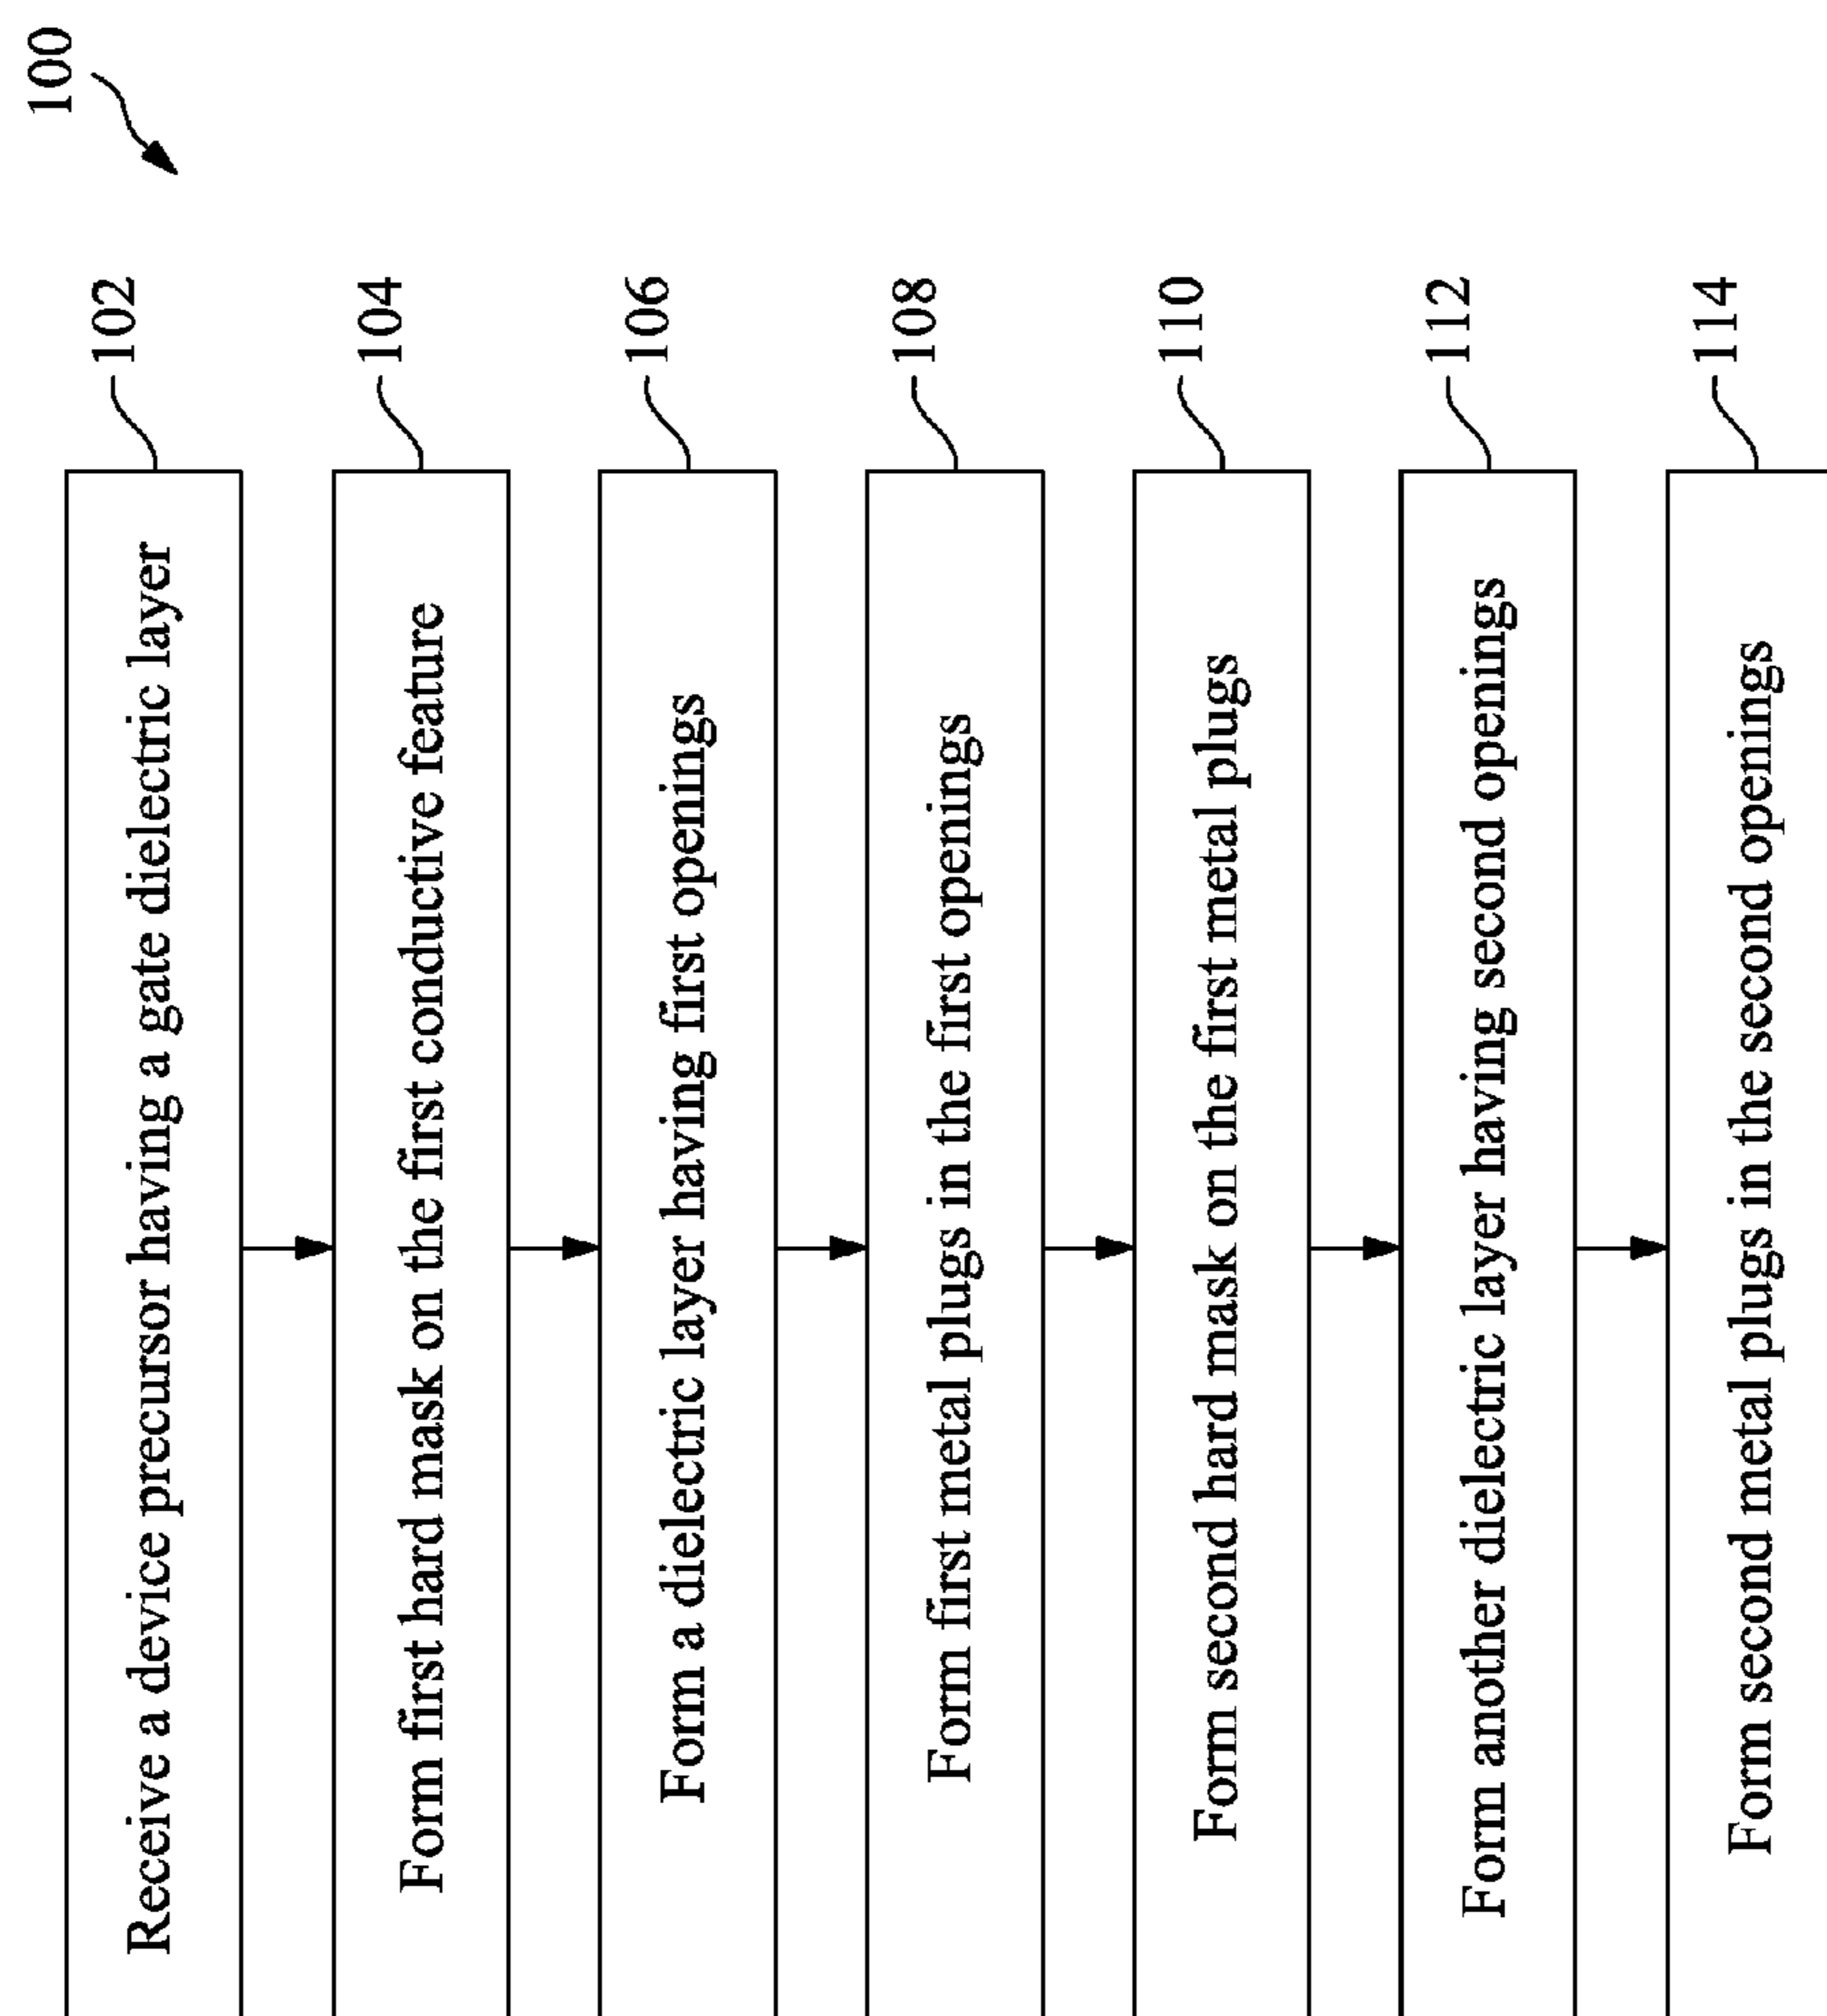 100
Receive a device precursor having a gate dielectric layer
102
Form first hard mask on the first conductive feature
104
Form a dielectric layer having first openings
106
Form first metal plugs in the first openings
108
Form second hard mask on the first metal plugs
110
Form another dielectric layer having second openings
112
Form second metal plugs in the second openings
114